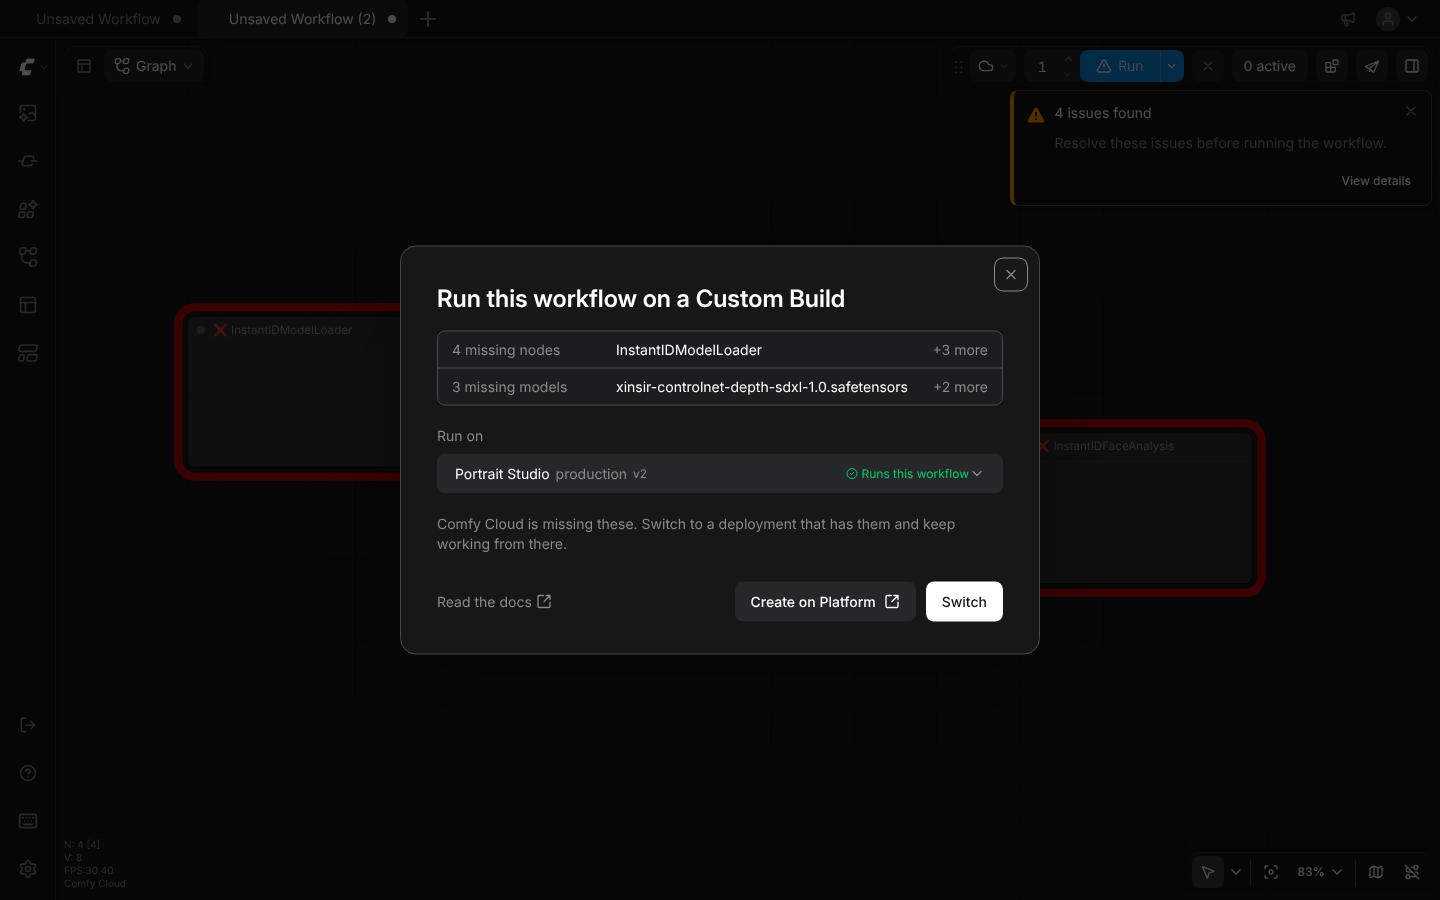 Unsaved Workflow
Unsaved Workflow (2)
Graph
1
Run
0 active
4 issues found
Resolve these issues before running the workflow.
View details
InstantIDModelLoader
InstantIDFaceAnalysis
Run this workflow on a Custom Build
4 missing nodes InstantIDModelLoader +3 more
3 missing models xinsir-controlnet-depth-sdxl-1.0.safetensors +2 more
Run on
Portrait Studio production v2 Runs this workflow
Comfy Cloud is missing these. Switch to a deployment that has them and keep
working from there.
Read the docs
Create on Platform
Switch
N: 4 [4]
V: 8
FPS:30.40
Comfy Cloud
83%